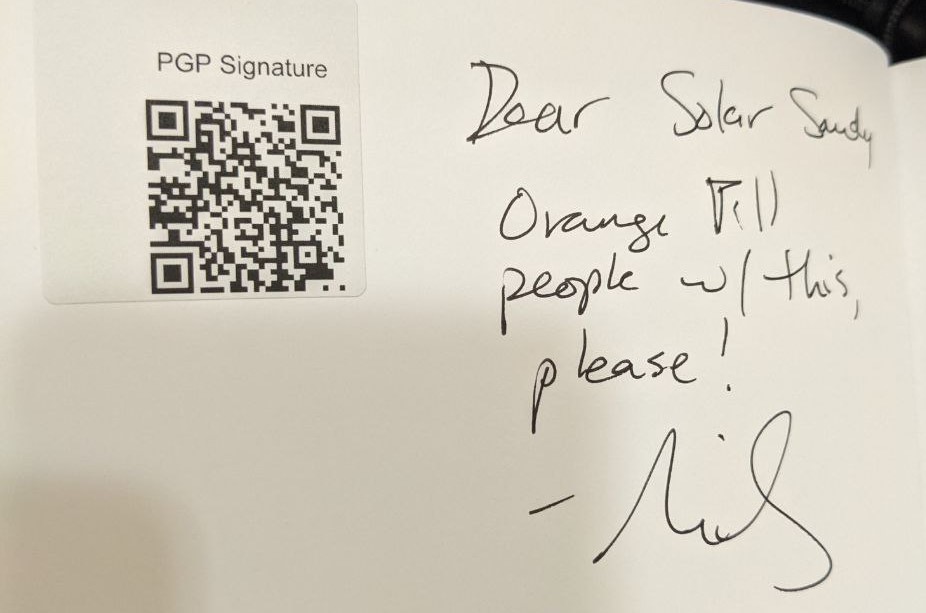 PGP Signature
Dear Solar Sandy
Orange Pill
people w/ this,
please!